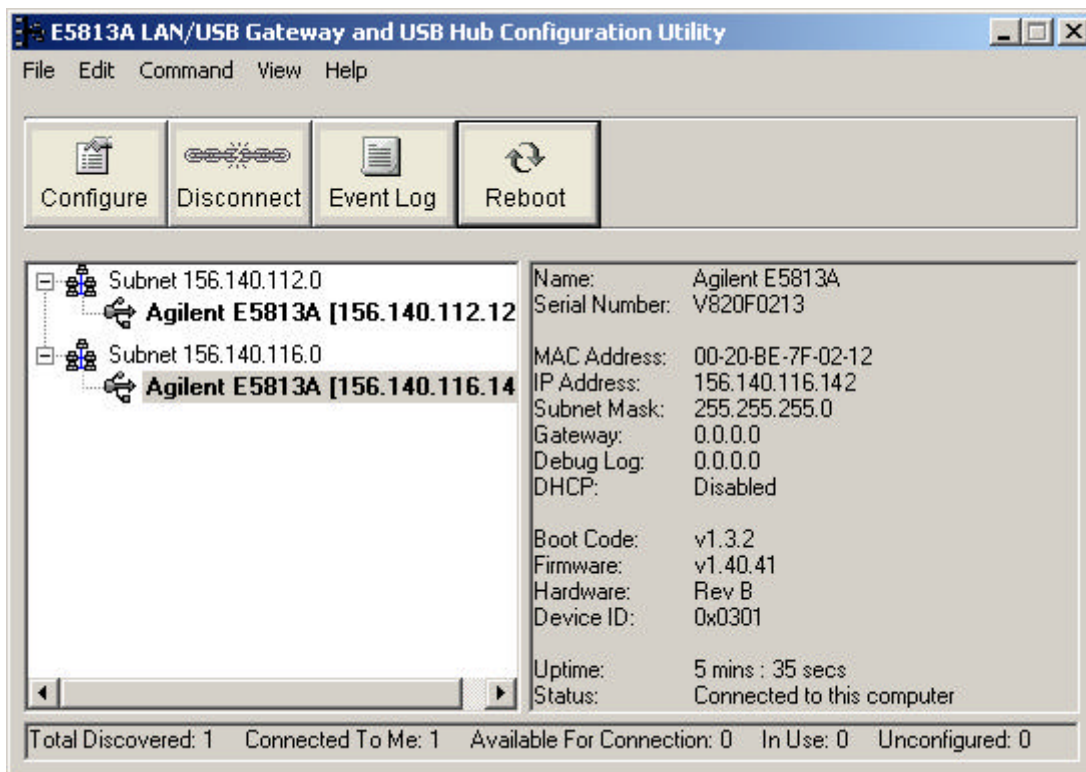 E5813A LAN/USB Gateway and USB Hub Configuration Utility
File Edit Command View Help
Configure Disconnect Event Log Reboot
Subnet 156.140.112.0
Agilent E5813A [156.140.112.12
Subnet 156.140.116.0
Agilent E5813A [156.140.116.14
Name: Agilent E5813A
Serial Number: V820F0213
MAC Address: 00-20-BE-7F-02-12
IP Address: 156.140.116.142
Subnet Mask: 255.255.255.0
Gateway: 0.0.0.0
Debug Log: 0.0.0.0
DHCP: Disabled
Boot Code: v1.3.2
Firmware: v1.40.41
Hardware: Rev B
Device ID: 0x0301
Uptime: 5 mins : 35 secs
Status: Connected to this computer
Total Discovered: 1 Connected To Me: 1 Available For Connection: 0 In Use: 0 Unconfigured: 0